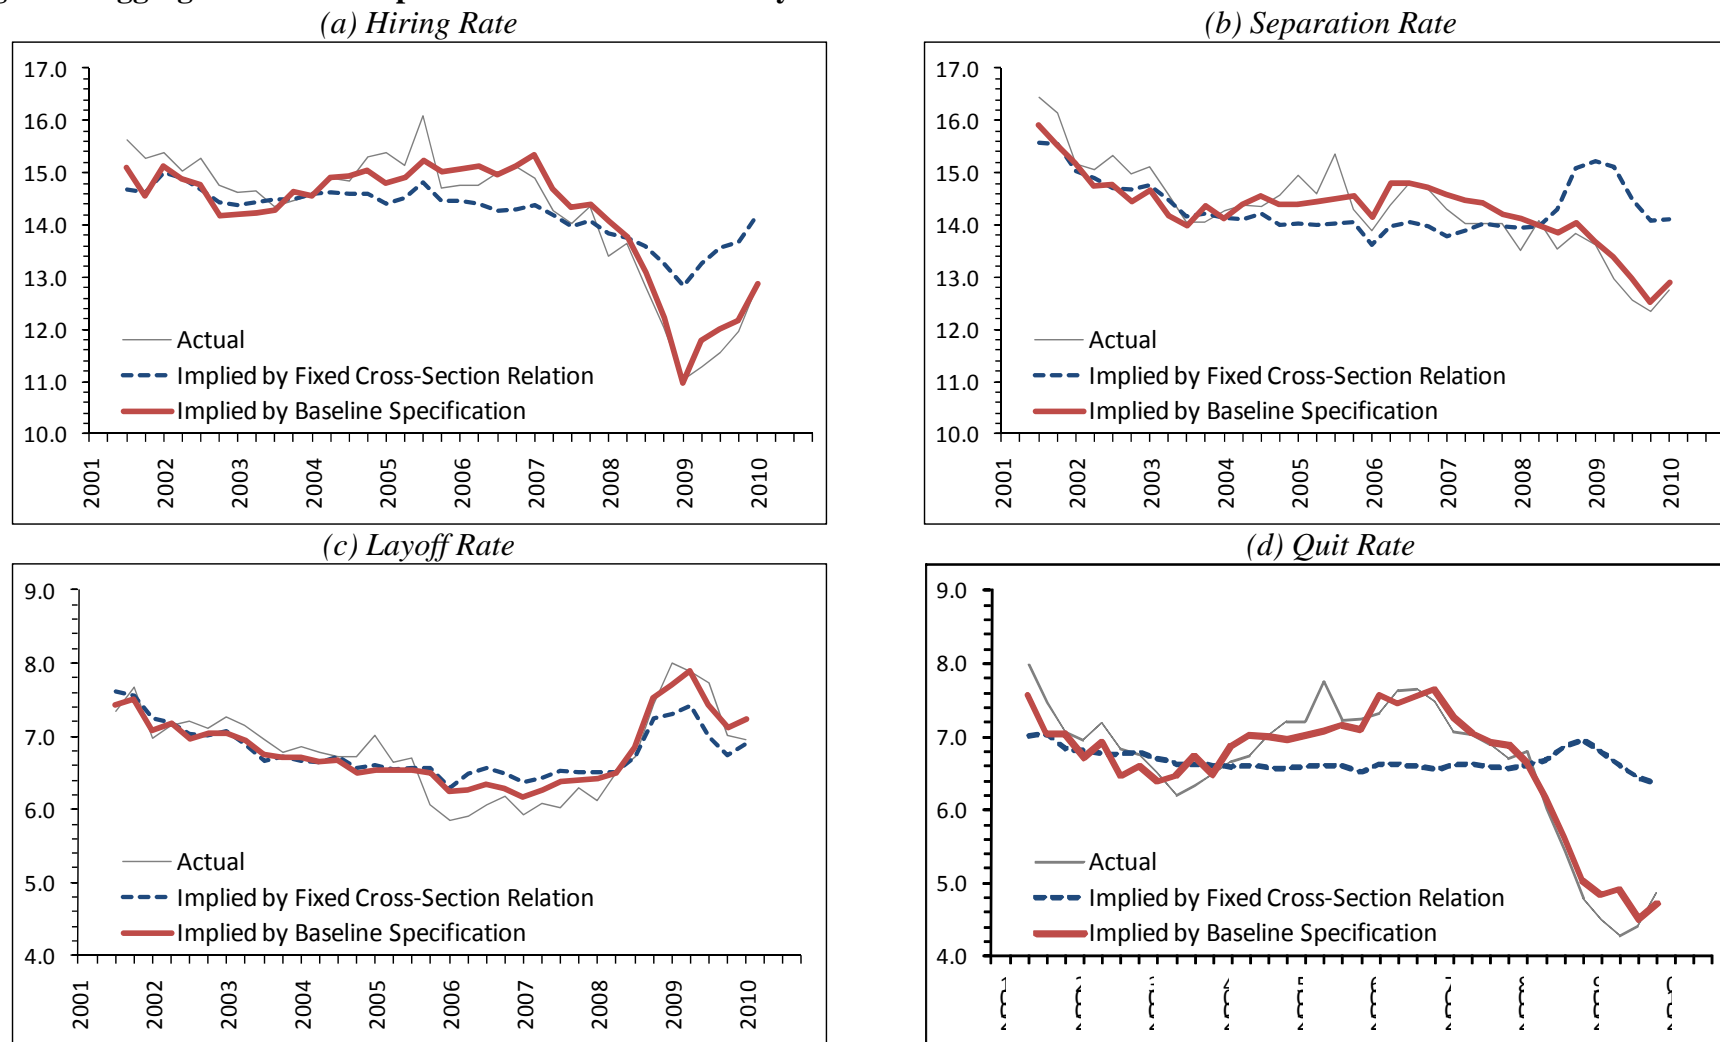 (a) Hiring Rate
17.0
16.0
15.0
14.0
13.0
12.0
11.0
10.0
Actual
Implied by Fixed Cross-Section Relation
Implied by Baseline Specification
2001 2002 2003 2004 2005 2006 2007 2008 2009 2010
(b) Separation Rate
17.0
16.0
15.0
14.0
13.0
12.0
11.0
10.0
Actual
Implied by Fixed Cross-Section Relation
Implied by Baseline Specification
2001 2002 2003 2004 2005 2006 2007 2008 2009 2010
(c) Layoff Rate
9.0
8.0
7.0
6.0
5.0
4.0
Actual
Implied by Fixed Cross-Section Relation
Implied by Baseline Specification
2001 2002 2003 2004 2005 2006 2007 2008 2009 2010
(d) Quit Rate
9.0
8.0
7.0
6.0
5.0
4.0
Actual
Implied by Fixed Cross-Section Relation
Implied by Baseline Specification